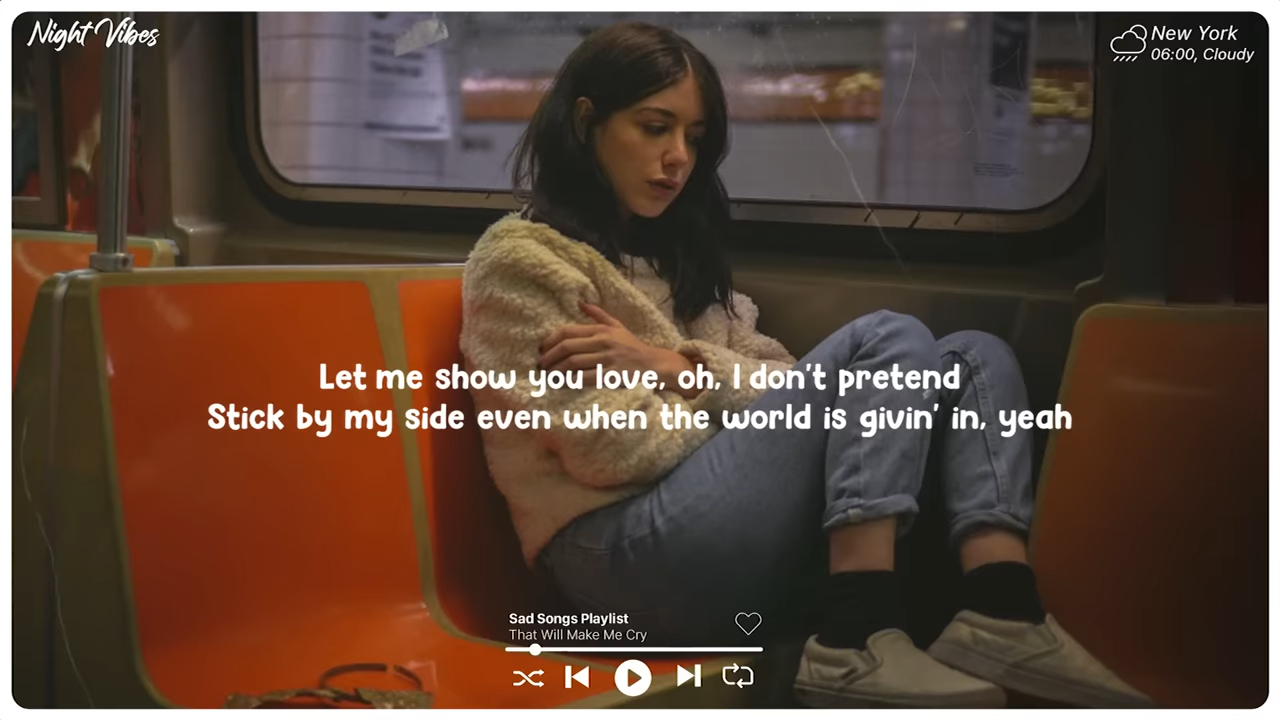 Night Vibes
New York
06:00, Cloudy
Let me show you love, oh, I don't pretend
Stick by my side even when the world is givin' in, yeah
Sad Songs Playlist
That Will Make Me Cry